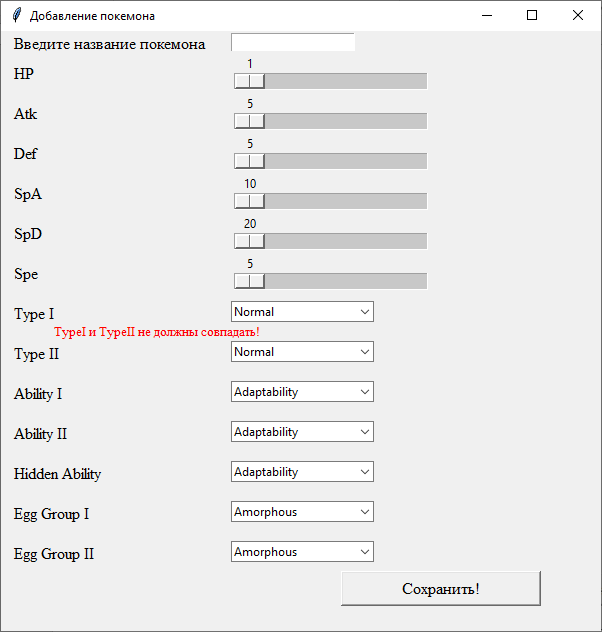 Добавление покемона
Введите название покемона
1
HP
5
Atk
5
Def
10
SpA
20
SpD
5
Spe
Type I Normal
TypeI и TypeII не должны совпадать!
Type II Normal
Ability I Adaptability
Ability II Adaptability
Hidden Ability Adaptability
Egg Group I Amorphous
Egg Group II Amorphous
Сохранить!